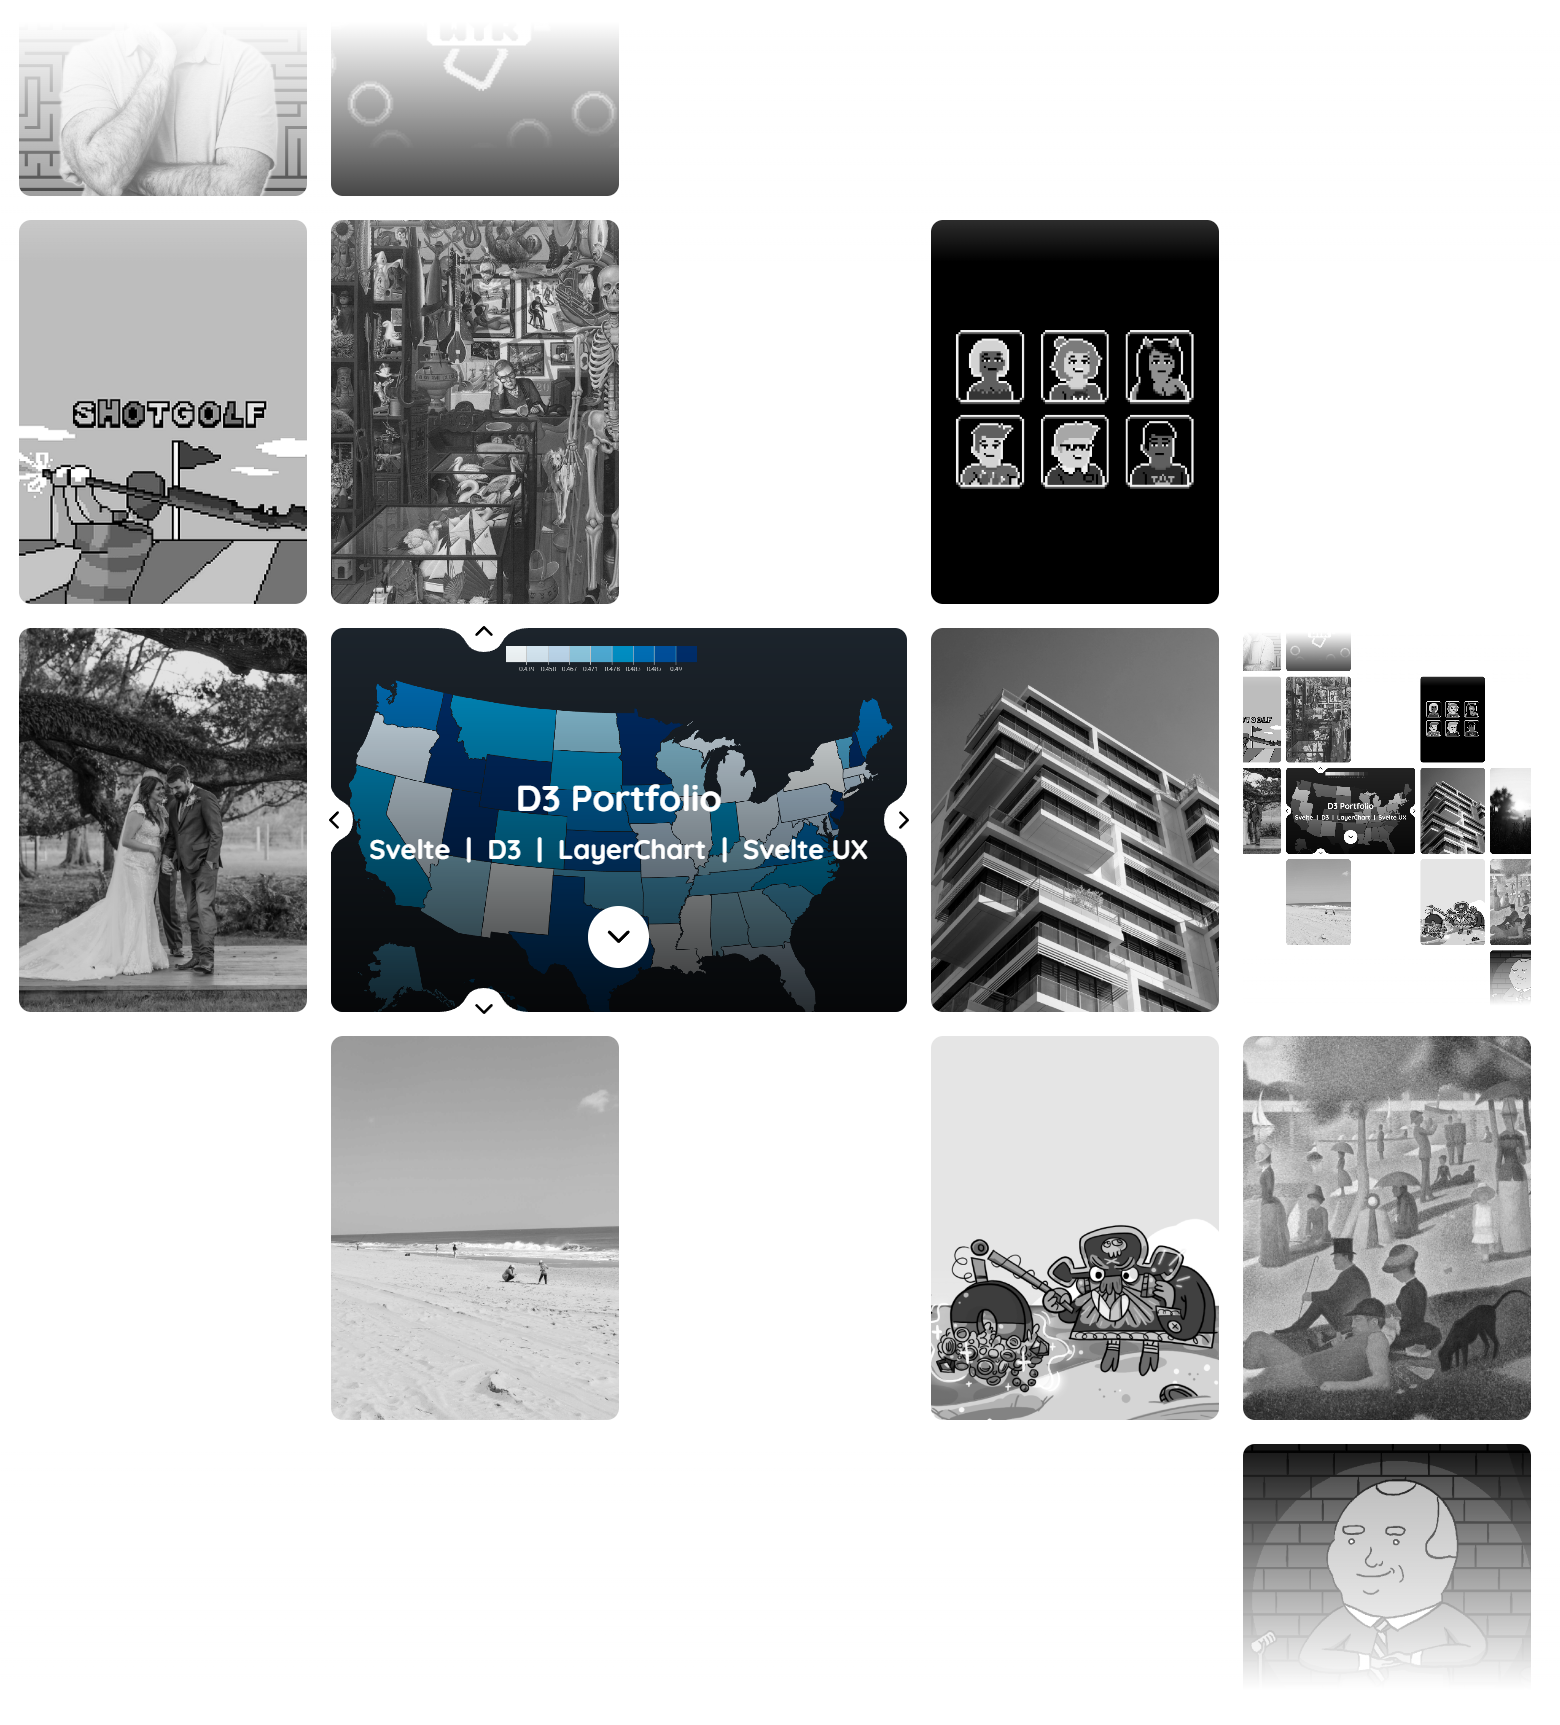 SHOTGOLF
D3 Portfolio
Svelte | D3 | LayerChart | Svelte UX
D3 Portfolio
Svelte | D3 | LayerChart | Svelte UX